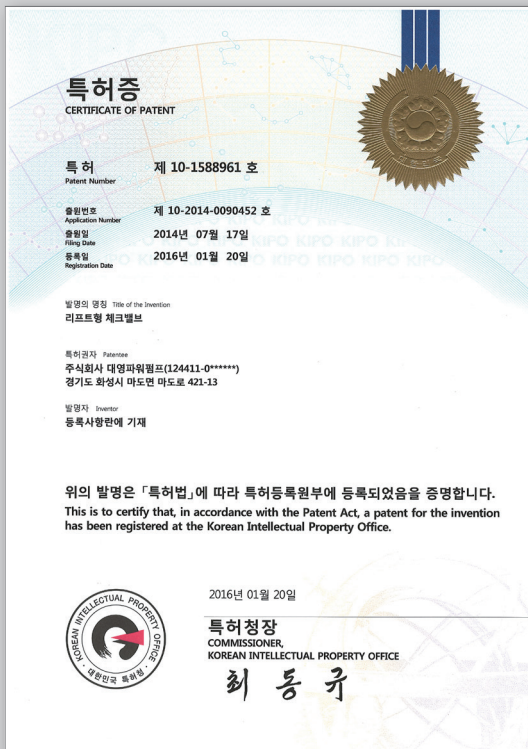 특허증
CERTIFICATE OF PATENT
특 허 제 10-1588961 호
Patent Number
출원번호 제 10-2014-0090452 호
Application Number
출원일 2014년 07월 17일
Filing Date
등록일 2016년 01월 20일
Registration Date
KIPO KIPO KIPO KIPO
KIPO KIPO KIPO KIPO
발명의 명칭 Title of the Invention
리프트형 체크밸브
특허권자 Patentee
주식회사 대영파워펌프(124411-0******)
경기도 화성시 마도면 마도로 421-13
발명자 Inventor
등록사항란에 기재
위의 발명은 「특허법」에 따라 특허등록원부에 등록되었음을 증명합니다.
This is to certify that, in accordance with the Patent Act, a patent for the invention
has been registered at the Korean Intellectual Property Office.
2016년 01월 20일
특허청장
COMMISSIONER,
KOREAN INTELLECTUAL PROPERTY OFFICE
최동규
KOREAN INTELLECTUAL PROPERTY OFFICE
대한민국 특허청